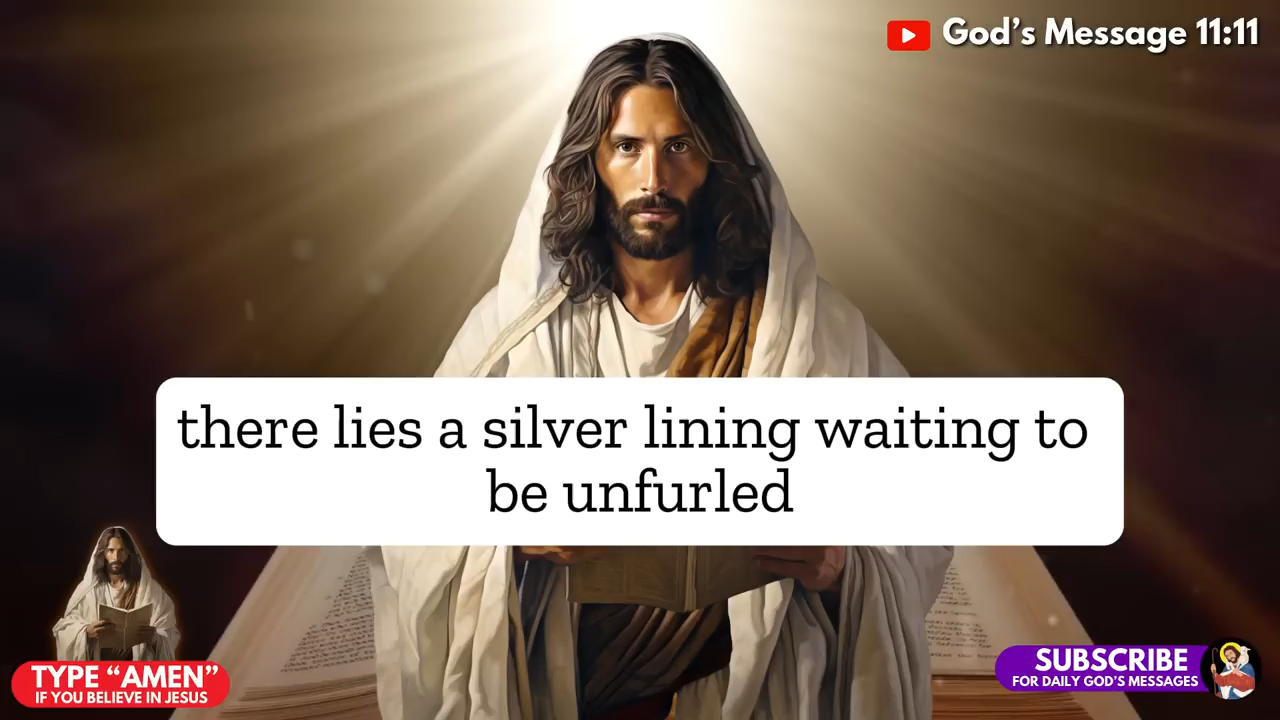 God's Message 11:11
there lies a silver lining waiting to
be unfurled
TYPE “AMEN”
IF YOU BELIEVE IN JESUS
SUBSCRIBE
FOR DAILY GOD'S MESSAGES